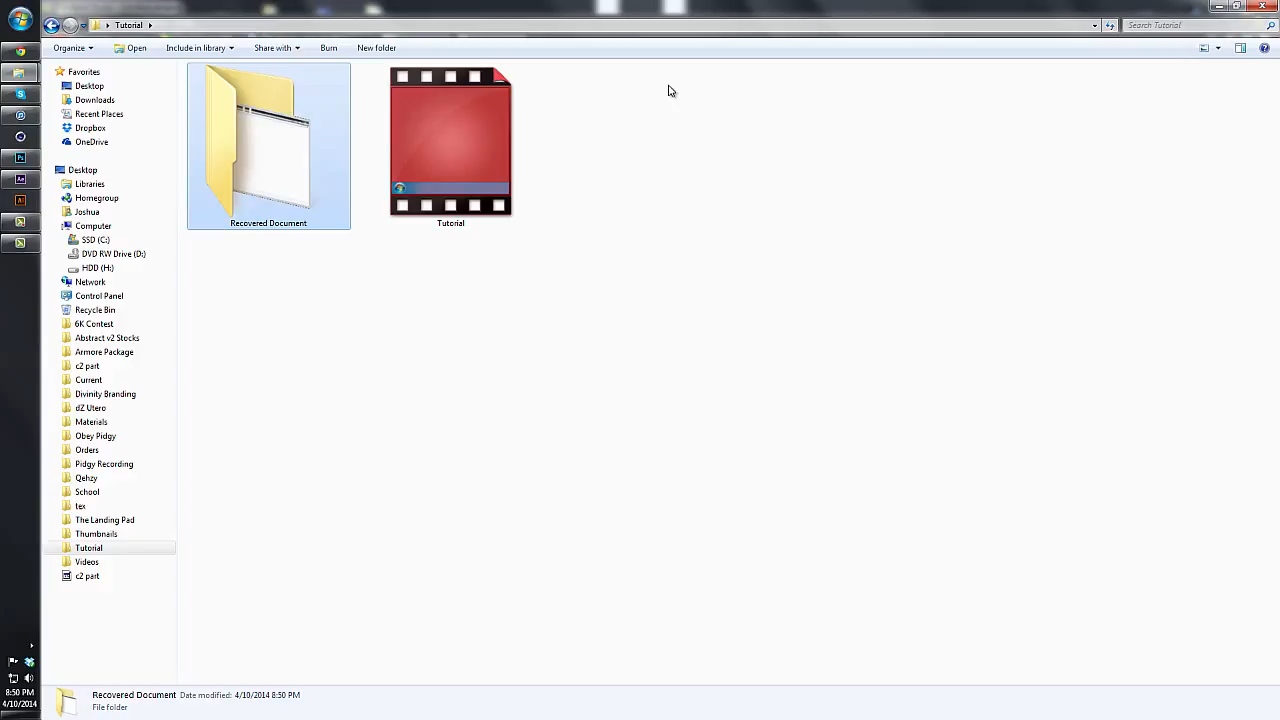 Tutorial
Search Tutorial
Organize Open Include in library Share with Burn New folder
Favorites
Desktop
Downloads
Recent Places
Dropbox
OneDrive
Desktop
Libraries
Homegroup
Joshua
Computer
SSD (C:)
DVD RW Drive (D:)
HDD (H:)
Network
Control Panel
Recycle Bin
6K Contest
Abstract v2 Stocks
Armore Package
c2 part
Current
Divinity Branding
dZ Utero
Materials
Obey Pidgy
Orders
Pidgy Recording
Qehzy
School
tex
The Landing Pad
Thumbnails
Tutorial
Videos
c2 part
Recovered Document
Tutorial
Ps
Ae
Ai
8:50 PM
4/10/2014
Recovered Document Date modified: 4/10/2014 8:50 PM
File folder